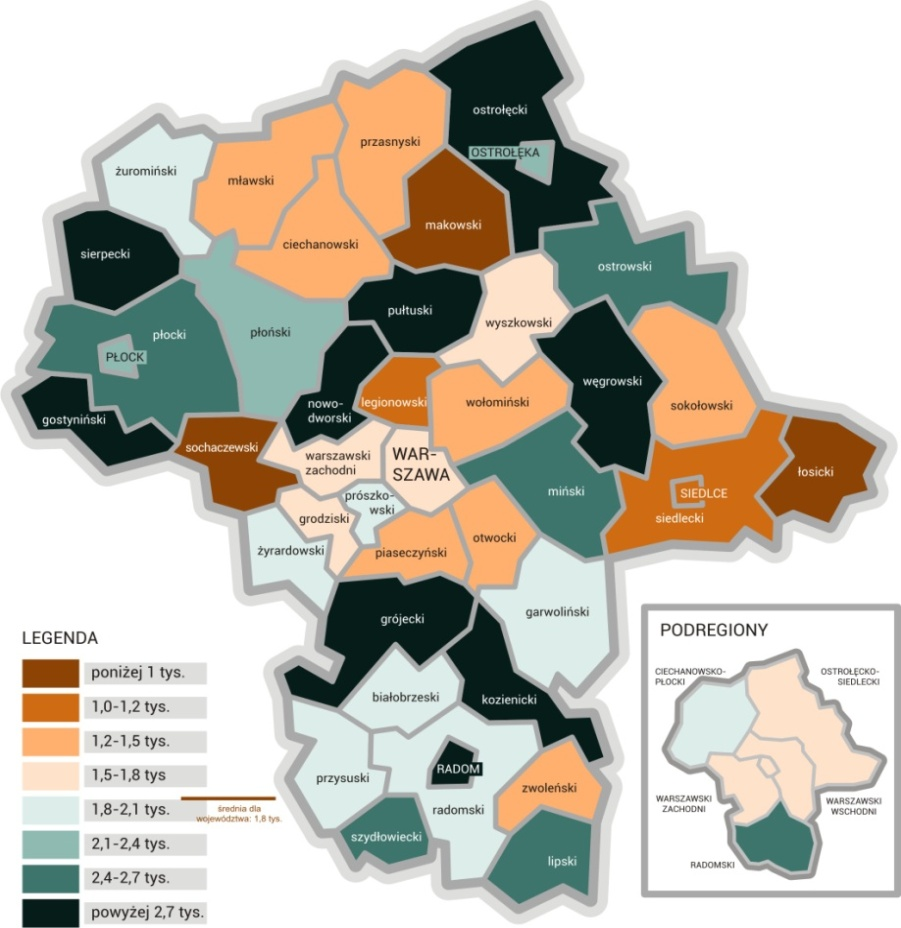 ostrołęcki
OSTROŁĘKA
przasnyski
żuromiński
mławski
makowski
ciechanowski
sierpecki
ostrowski
pułtuski
wyszkowski
płocki
płoński
PŁOCK
węgrowski
gostyniński
nowo-
dworski
legionowski
wołomiński
sokołowski
sochaczewski
warszawski
zachodni
WAR-
SZAWA
łosicki
miński
SIEDLCE
siedlecki
prószko-
wski
grodziski
żyrardowski
piaseczyński
otwocki
grójecki
garwoliński
białobrzeski
kozienicki
przysuski
RADOM
radomski
zwoleński
szydłowiecki
lipski
LEGENDA
poniżej 1 tys.
1,0-1,2 tys.
1,2-1,5 tys.
1,5-1,8 tys
1,8-2,1 tys.
średnia dla
województwa: 1,8 tys.
2,1-2,4 tys.
2,4-2,7 tys.
powyżej 2,7 tys.
PODREGIONY
CIECHANOWSKO-
PŁOCKI
OSTROŁĘCKO-
SIEDLECKI
WARSZAWSKI
ZACHODNI
WARSZAWSKI
WSCHODNI
RADOMSKI